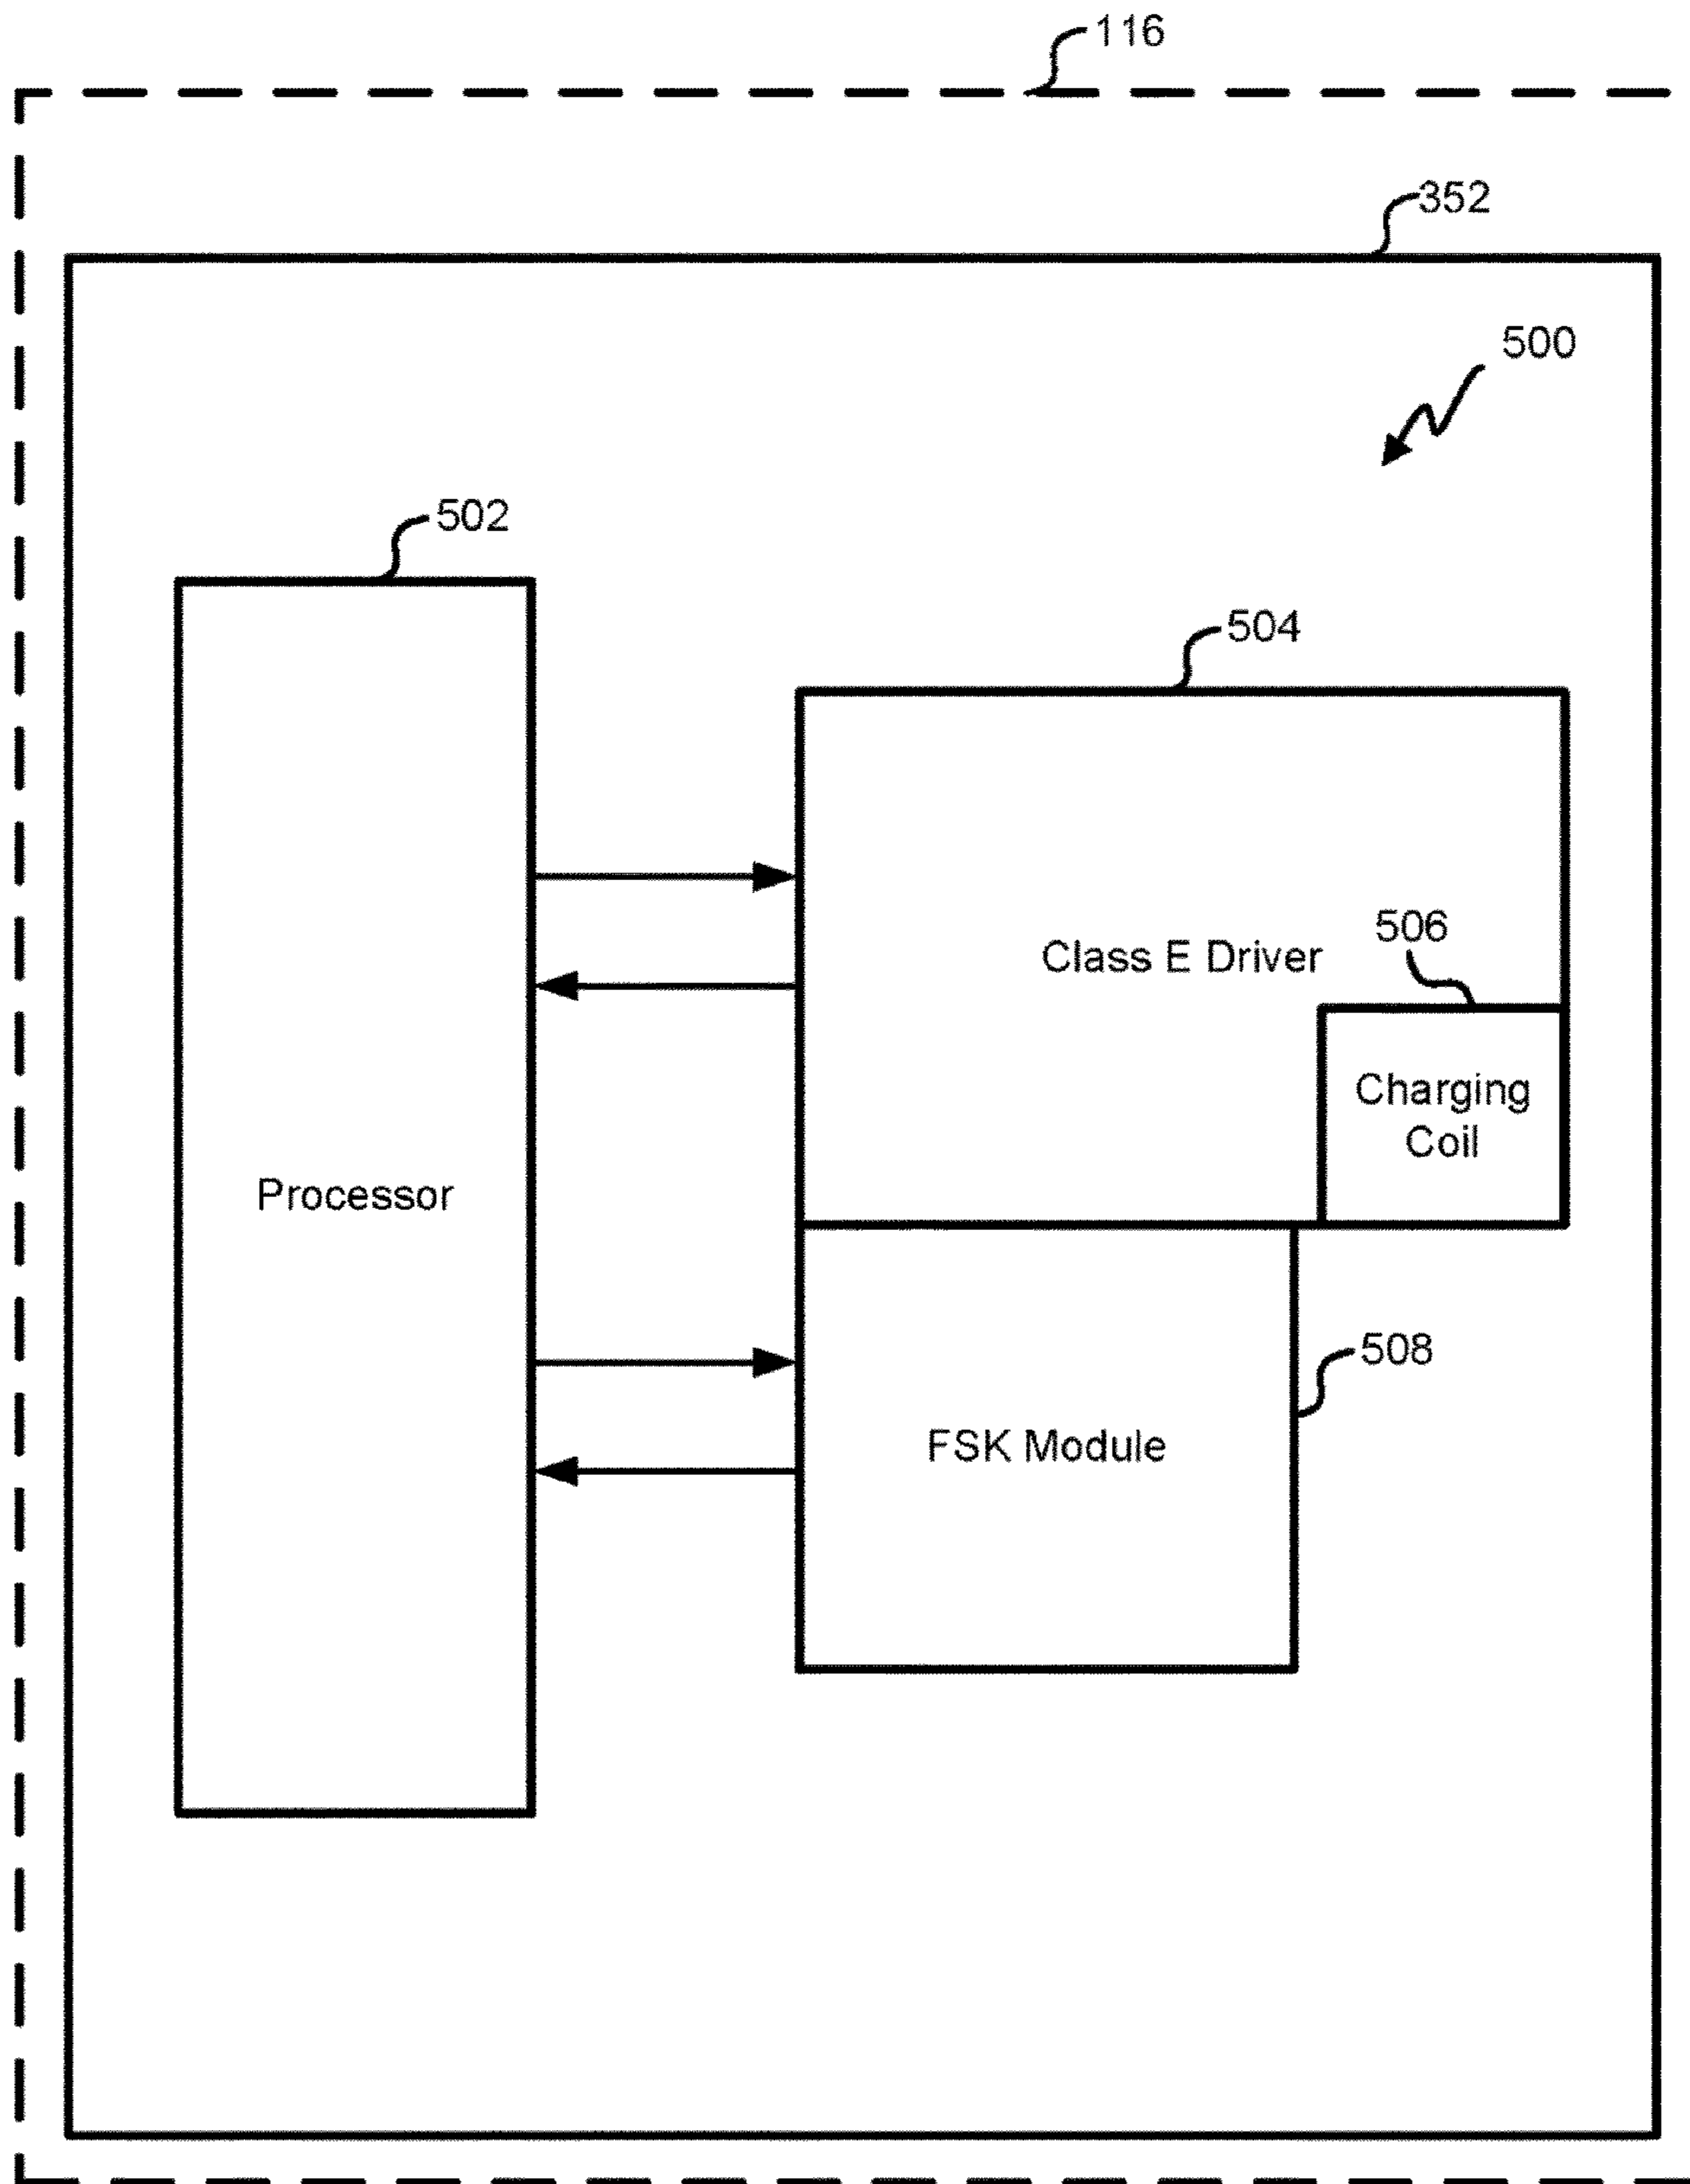 116
352
500
502
504
Class E Driver
506
Charging
Coil
Processor
508
FSK Module